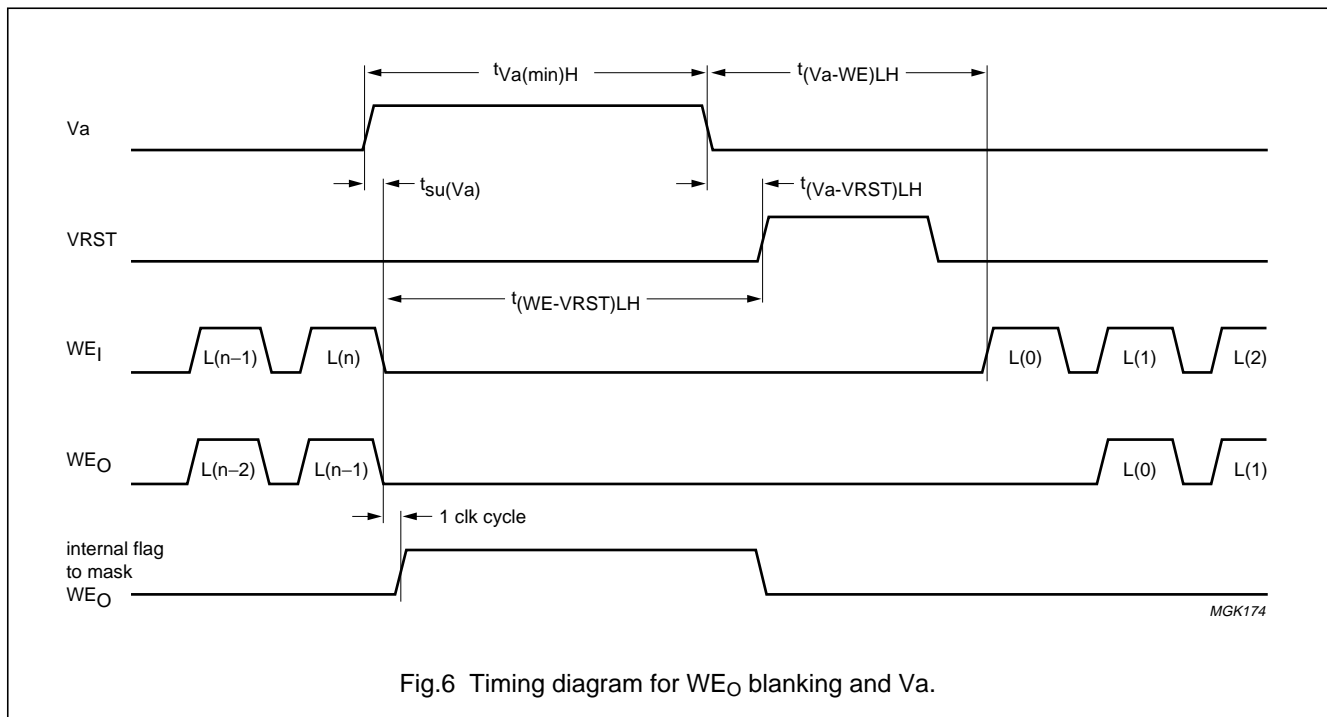 tVa(min)H
t(Va-WE)LH
Va
tsu(Va)
t(Va-VRST)LH
VRST
t(WE-VRST)LH
WEI
L(n−1)
L(n)
L(0)
L(1)
L(2)
WEO
L(n−2)
L(n−1)
L(0)
L(1)
1 clk cycle
internal flag
to mask
WEO
MGK174
Fig.6 Timing diagram for WEO blanking and Va.